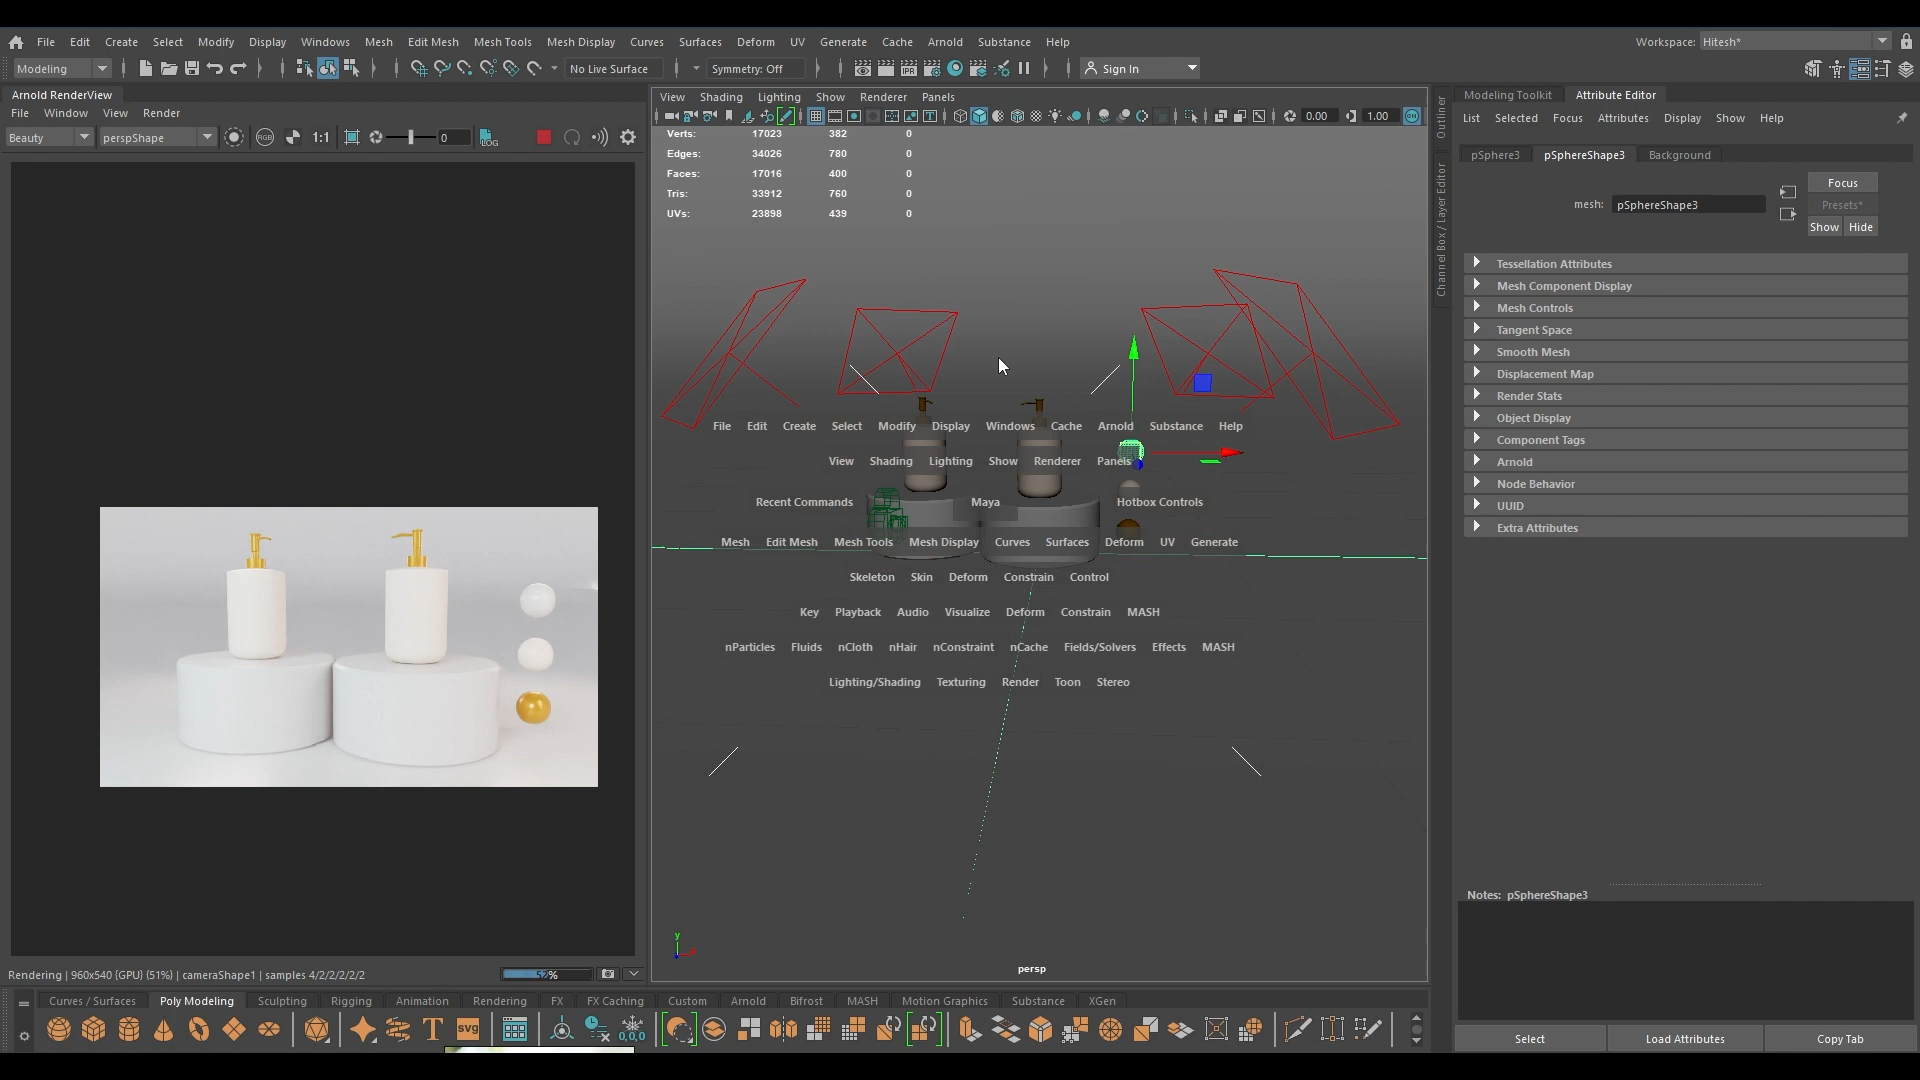 File Edit Create Select Modify Display Windows Mesh Edit Mesh Mesh Tools Mesh Display Curves Surfaces Deform UV Generate Cache Arnold Substance Help
Workspace: Hitesh*
Modeling No Live Surface Symmetry: Off Sign In
Arnold RenderView
File Window View Render
Beauty perspShape 1:1 0 LOG
View Shading Lighting Show Renderer Panels
0.00 1.00
Verts: 17023 382 0
Edges: 34026 780 0
Faces: 17016 400 0
Tris: 33912 760 0
UVs: 23898 439 0
File Edit Create Select Modify Display Windows Cache Arnold Substance Help
View Shading Lighting Show Renderer Panels
Recent Commands Maya Hotbox Controls
Mesh Edit Mesh Mesh Tools Mesh Display Curves Surfaces Deform UV Generate
Skeleton Skin Deform Constrain Control
Key Playback Audio Visualize Deform Constrain MASH
nParticles Fluids nCloth nHair nConstraint nCache Fields/Solvers Effects MASH
Lighting/Shading Texturing Render Toon Stereo
y
persp
Outliner
Channel Box / Layer Editor
Modeling Toolkit Attribute Editor
List Selected Focus Attributes Display Show Help
pSphere3 pSphereShape3 Background
mesh: pSphereShape3
Focus
Presets*
Show Hide
Tessellation Attributes
Mesh Component Display
Mesh Controls
Tangent Space
Smooth Mesh
Displacement Map
Render Stats
Object Display
Component Tags
Arnold
Node Behavior
UUID
Extra Attributes
Notes: pSphereShape3
Select Load Attributes Copy Tab
Rendering | 960x540 {GPU} (51%) | cameraShape1 | samples 4/2/2/2/2/2
52%
Curves / Surfaces Poly Modeling Sculpting Rigging Animation Rendering FX FX Caching Custom Arnold Bifrost MASH Motion Graphics Substance XGen
T svg 0,0,0